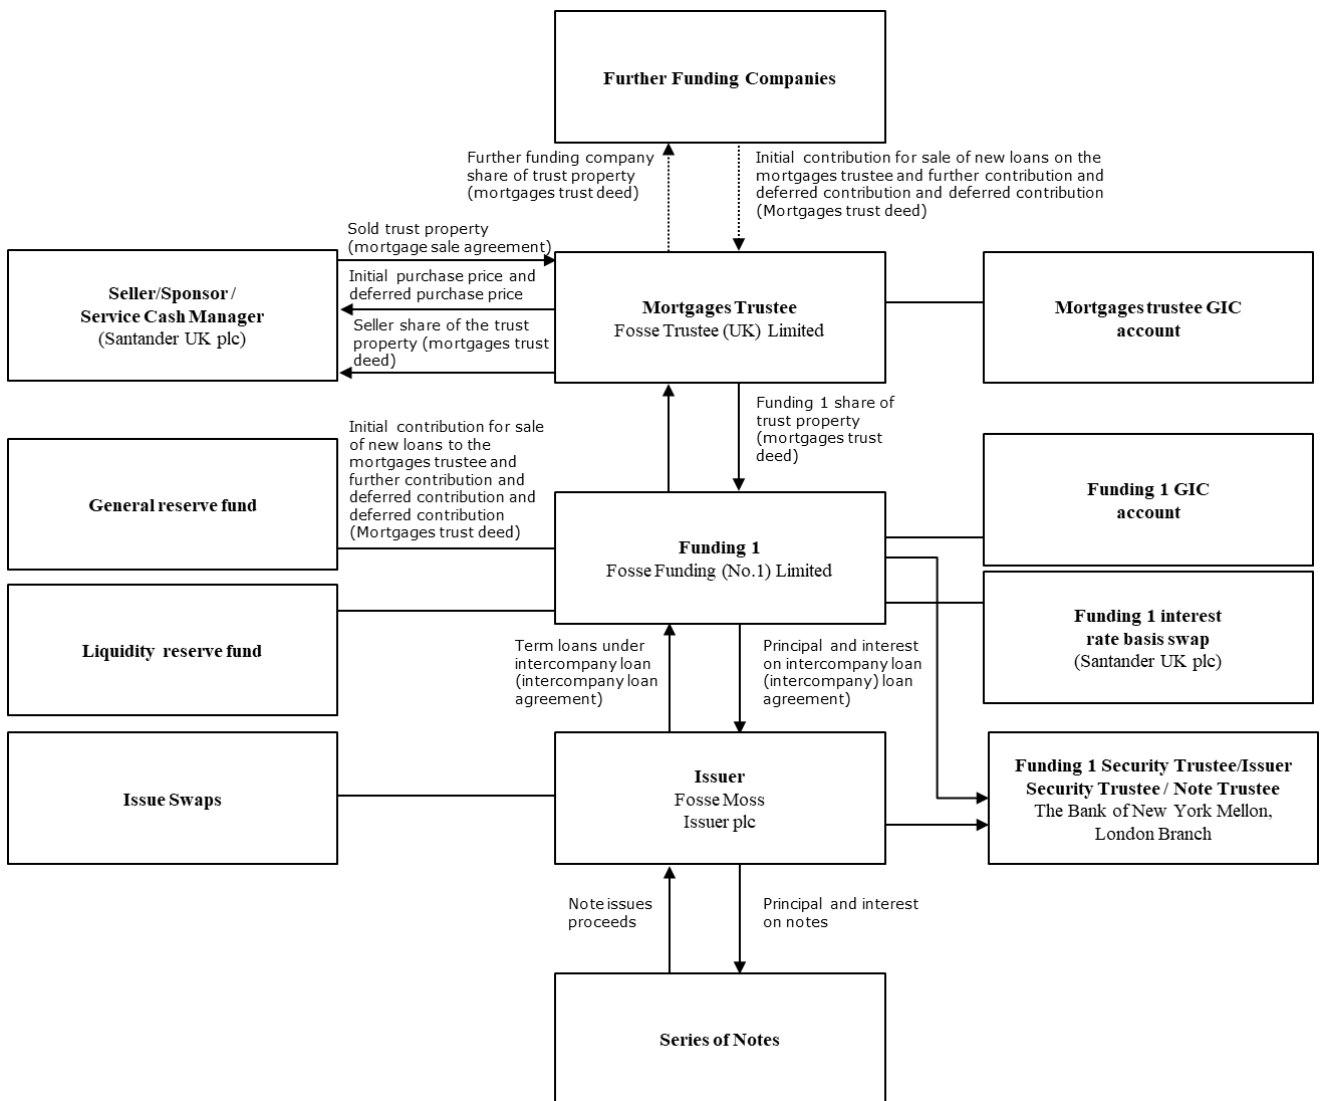 Further Funding Companies
Further funding company
share of trust property
(mortgages trust deed)
Initial contribution for sale of new loans on the
mortgages trustee and further contribution and
deferred contribution and deferred contribution
(Mortgages trust deed)
Sold trust property
(mortgage sale agreement)
Initial purchase price and
deferred purchase price
Seller share of the trust
property (mortgages trust
deed)
Seller/Sponsor /
Service Cash Manager
(Santander UK plc)
Mortgages Trustee
Fosse Trustee (UK) Limited
Mortgages trustee GIC
account
Initial contribution for sale
of new loans to the
mortgages trustee and
further contribution and
deferred contribution and
deferred contribution
(Mortgages trust deed)
Funding 1 share of
trust property
(mortgages trust
deed)
General reserve fund
Funding 1
Fosse Funding (No.1) Limited
Funding 1 GIC
account
Liquidity reserve fund
Funding 1 interest
rate basis swap
(Santander UK plc)
Term loans under
intercompany loan
(intercompany loan
agreement)
Principal and interest
on intercompany loan
(intercompany) loan
agreement)
Issue Swaps
Issuer
Fosse Moss
Issuer plc
Funding 1 Security Trustee/Issuer
Security Trustee / Note Trustee
The Bank of New York Mellon,
London Branch
Note issues
proceeds
Principal and interest
on notes
Series of Notes